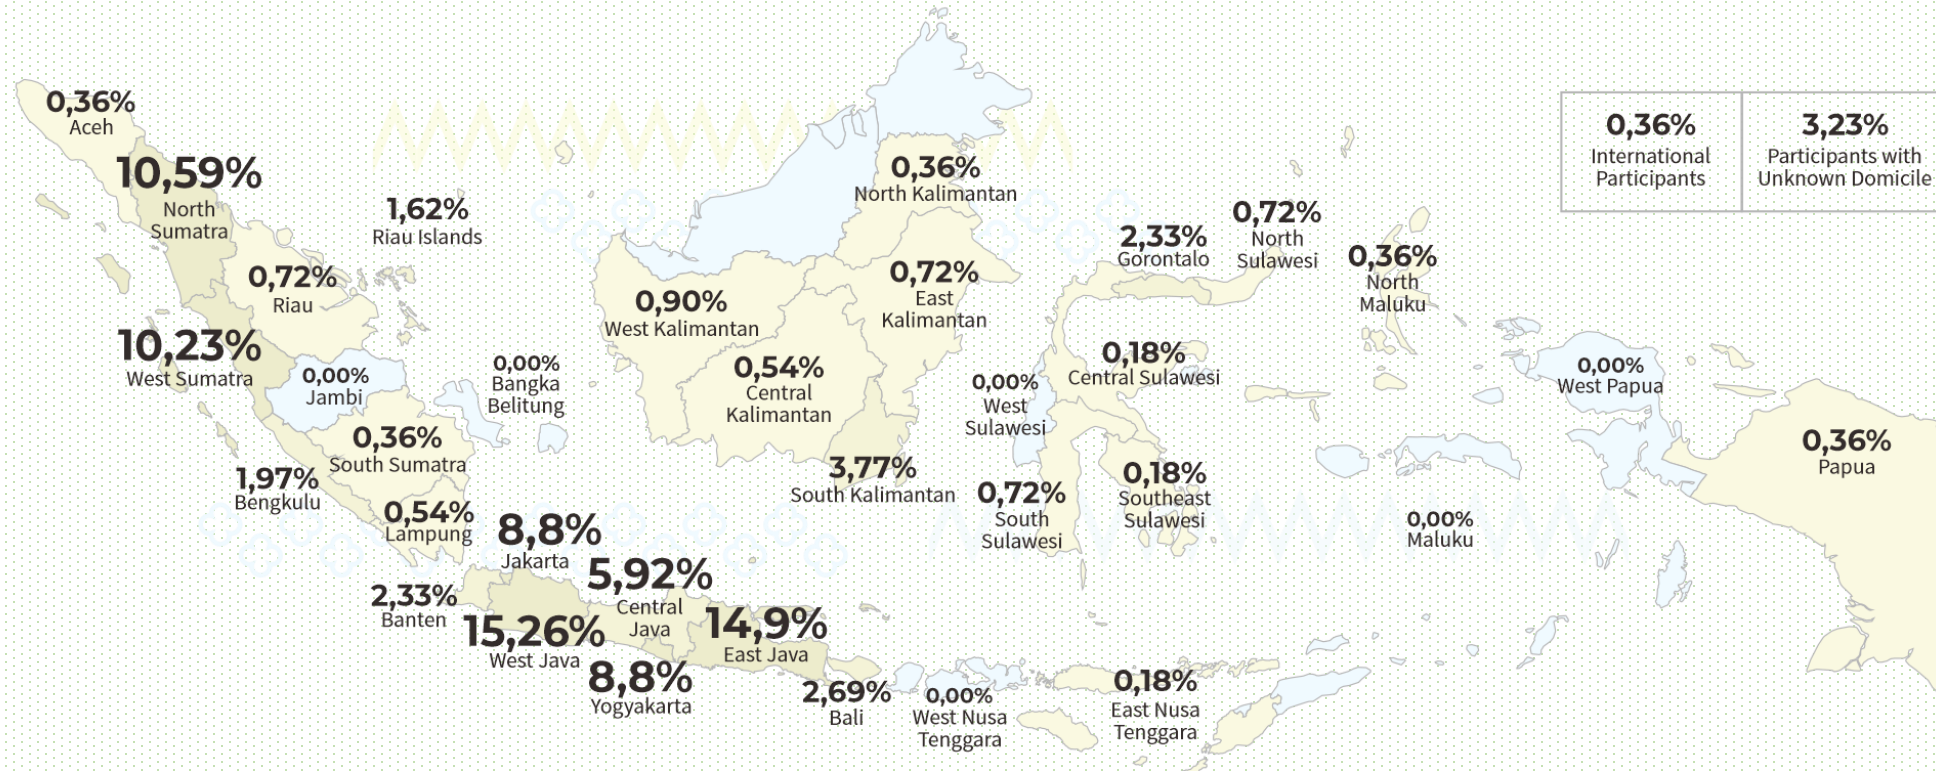 0,36%
Aceh
10,59%
North
Sumatra
1,62%
Riau Islands
0,72%
Riau
10,23%
West Sumatra
0,00%
Jambi
0,00%
Bangka
Belitung
0,36%
South Sumatra
1,97%
Bengkulu
0,54%
Lampung
8,8%
Jakarta
2,33%
Banten
15,26%
West Java
5,92%
Central
Java
8,8%
Yogyakarta
14,9%
East Java
2,69%
Bali
0,00%
West Nusa
Tenggara
0,18%
East Nusa
Tenggara
0,36%
North Kalimantan
0,90%
West Kalimantan
0,72%
East
Kalimantan
0,54%
Central
Kalimantan
3,77%
South Kalimantan
2,33%
Gorontalo
0,72%
North
Sulawesi
0,18%
Central Sulawesi
0,00%
West
Sulawesi
0,72%
South
Sulawesi
0,18%
Southeast
Sulawesi
0,36%
North
Maluku
0,00%
Maluku
0,00%
West Papua
0,36%
Papua
0,36%
International
Participants
3,23%
Participants with
Unknown Domicile